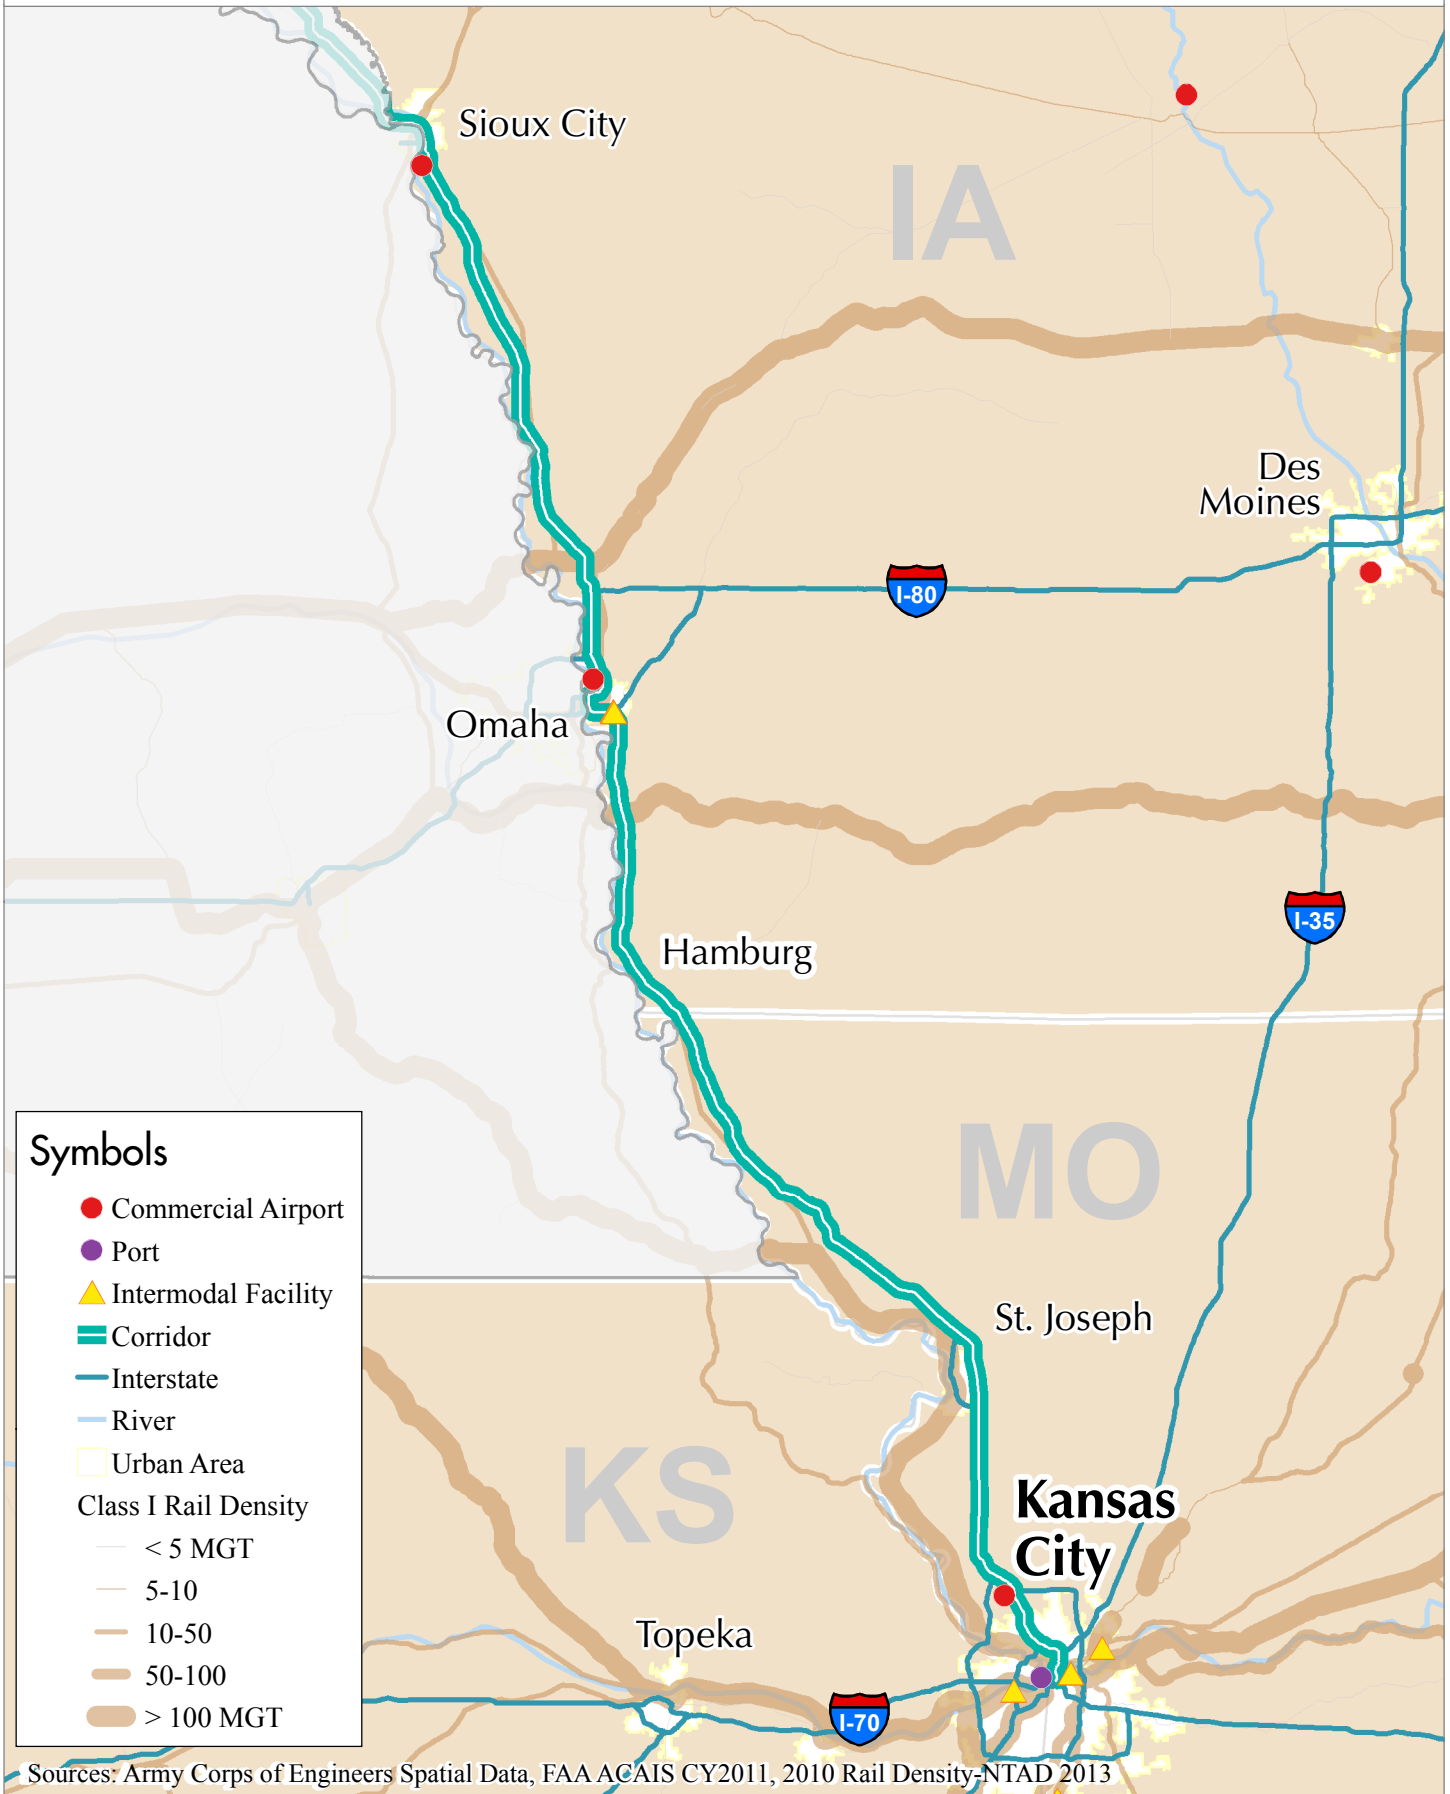 Sioux City
IA
Des
Moines
I-80
Omaha
I-35
Hamburg
MO
St. Joseph
KS
Kansas
City
Topeka
I-70
Symbols
Commercial Airport
Port
Intermodal Facility
Corridor
Interstate
River
Urban Area
Class I Rail Density
< 5 MGT
5-10
10-50
50-100
> 100 MGT
Sources: Army Corps of Engineers Spatial Data, FAA ACAIS CY2011, 2010 Rail Density-NTAD 2013